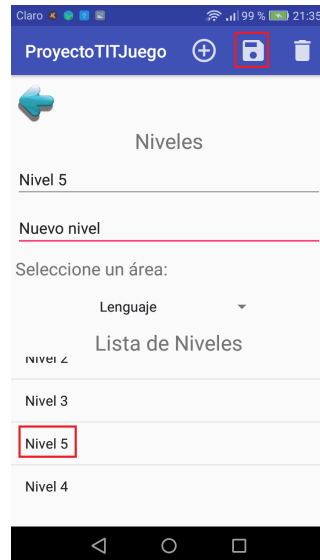 Claro 99 % 21:35
ProyectoTITJuego
Niveles
Nivel 5
Nuevo nivel
Seleccione un área:
Lenguaje
Lista de Niveles
Nivel 2
Nivel 3
Nivel 5
Nivel 4